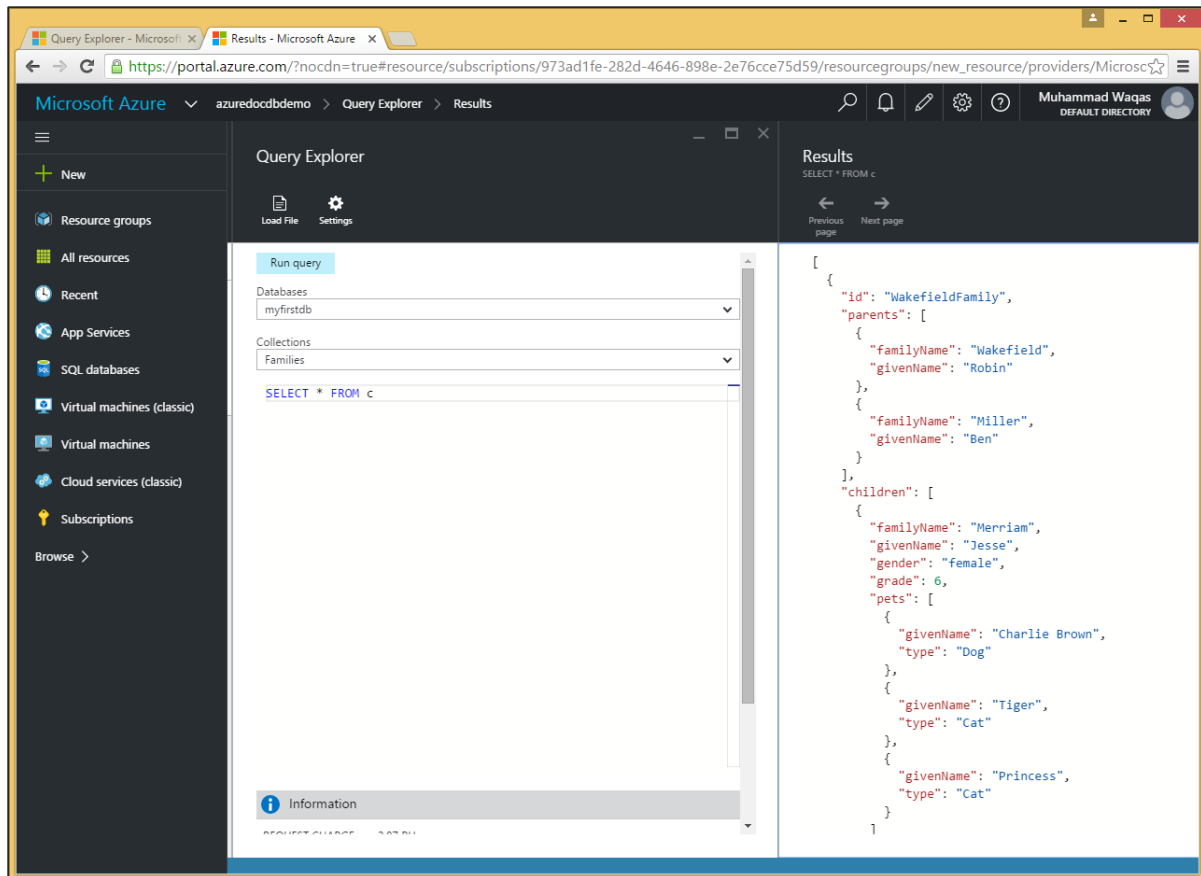 Query Explorer - Microsoft
Results - Microsoft Azure
https://portal.azure.com/?nocdn=true#resource/subscriptions/973ad1fe-282d-4646-898e-2e76cce75d59/resourcegroups/new_resource/providers/Microsc
Microsoft Azure azuredocdbdemo > Query Explorer > Results
Muhammad Waqas
DEFAULT DIRECTORY
New
Resource groups
All resources
Recent
App Services
SQL databases
Virtual machines (classic)
Virtual machines
Cloud services (classic)
Subscriptions
Browse >
Query Explorer
Load File Settings
Run query
Databases
myfirstdb
Collections
Families
SELECT * FROM c
Information
REQUEST CHARGE 2.97 RU
Results
SELECT * FROM c
Previous page
Next page
[
{
"id": "WakefieldFamily",
"parents": [
{
"familyName": "Wakefield",
"givenName": "Robin"
},
{
"familyName": "Miller",
"givenName": "Ben"
}
],
"children": [
{
"familyName": "Merriam",
"givenName": "Jesse",
"gender": "female",
"grade": 6,
"pets": [
{
"givenName": "Charlie Brown",
"type": "Dog"
},
{
"givenName": "Tiger",
"type": "Cat"
},
{
"givenName": "Princess",
"type": "Cat"
}
]